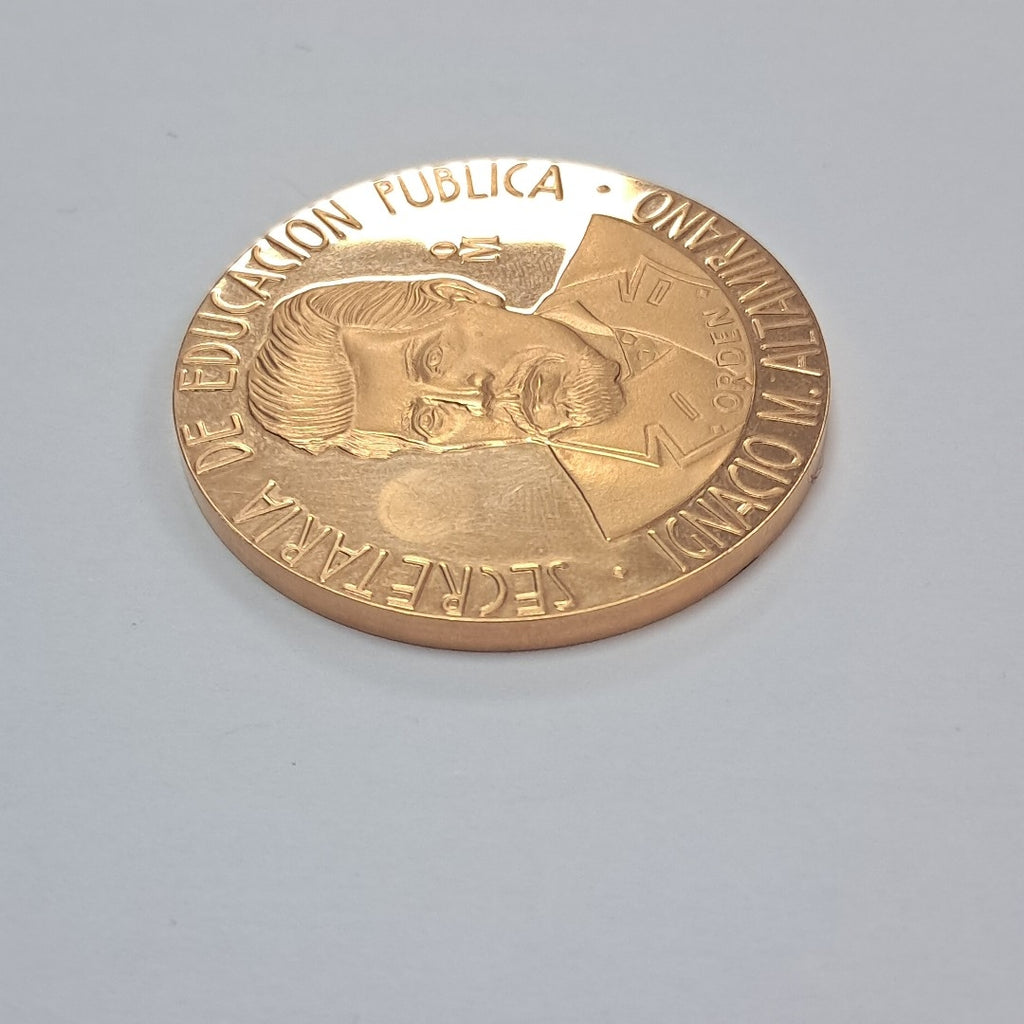 SECRETARIA DE EDUCACION PUBLICA
·
ORDEN
IGNACIO M. ALTAMIRANO
·
M